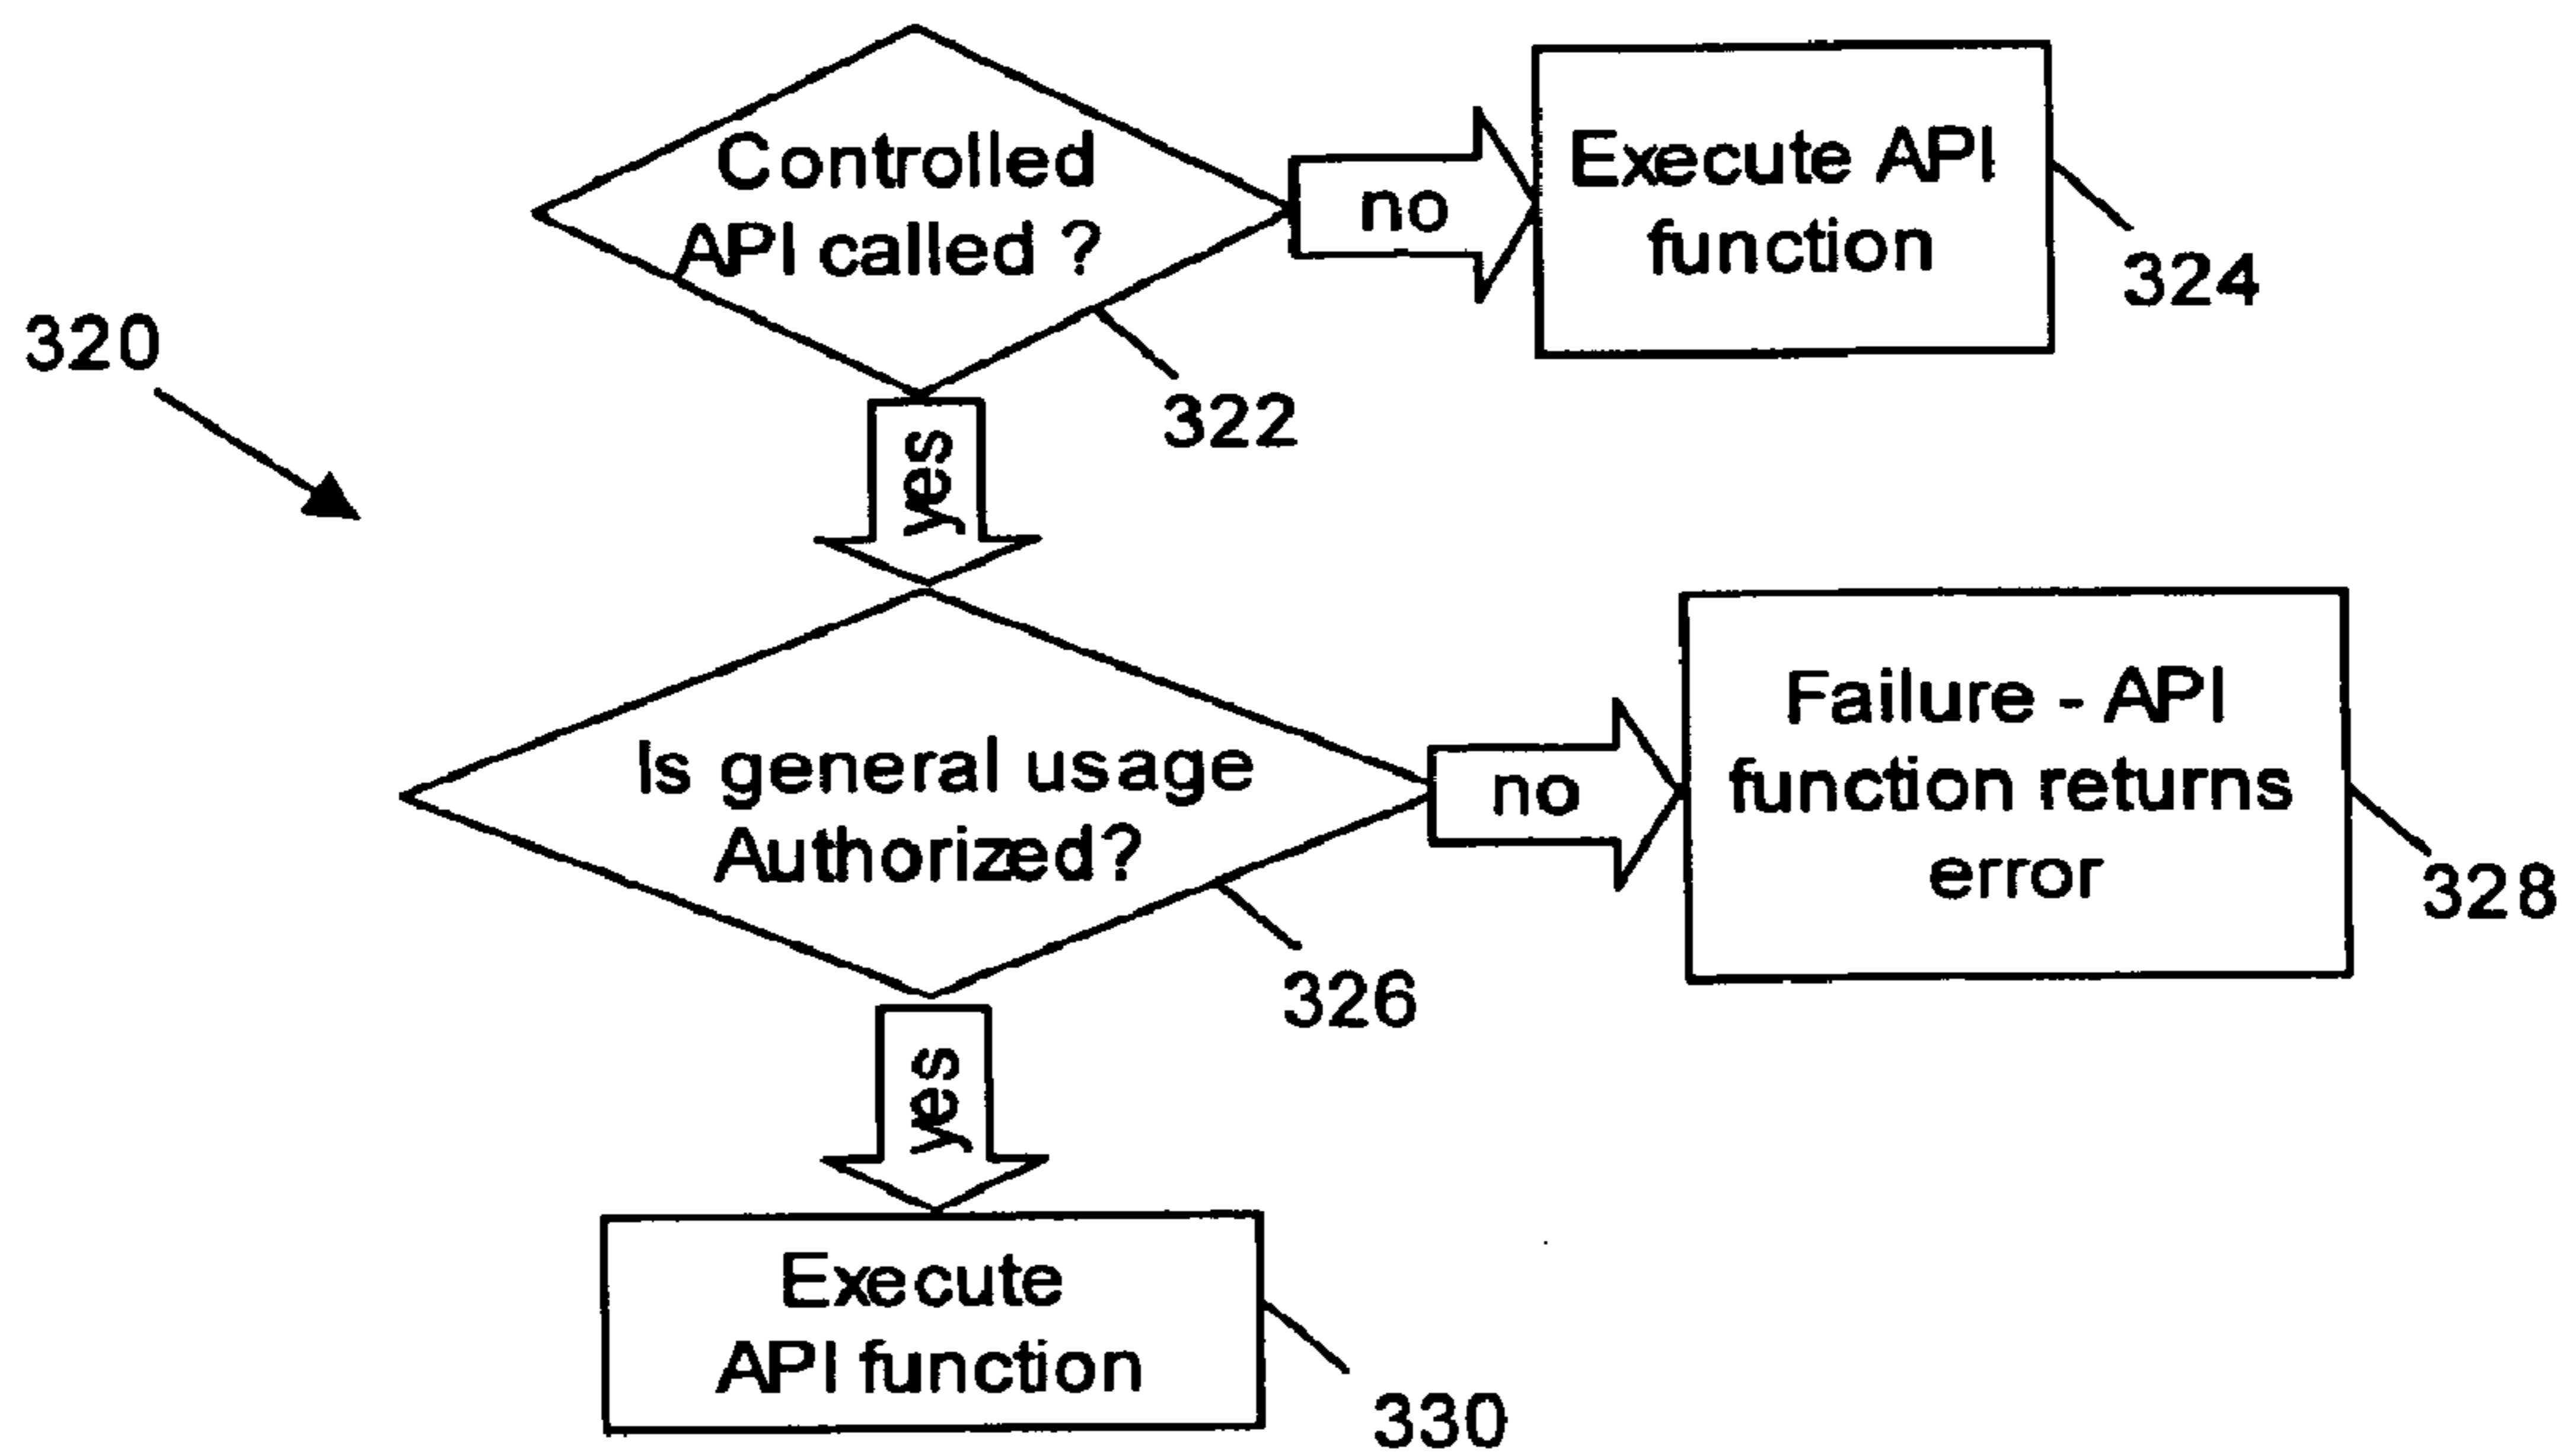 Controlled
API called ?
no
Execute API
function
324
320
322
yes
Is general usage
Authorized?
no
Failure - API
function returns
error
328
326
yes
Execute
API function
330